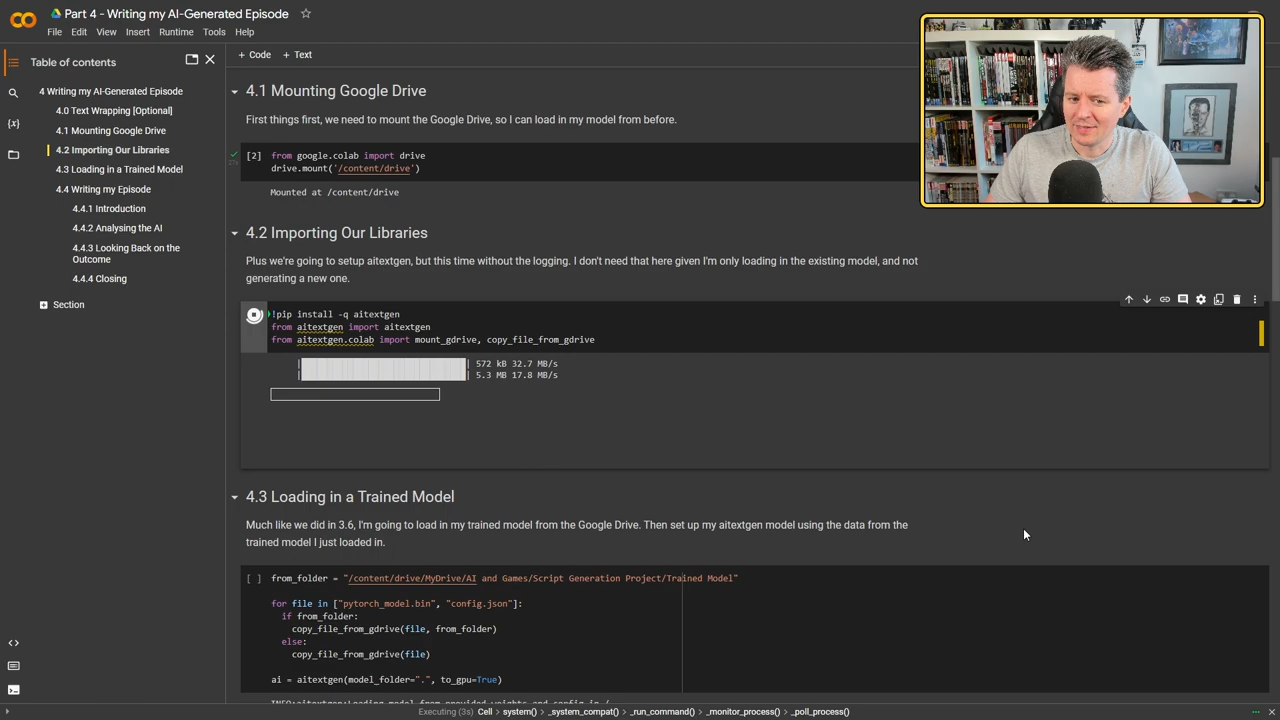 Part 4 - Writing my AI-Generated Episode
File Edit View Insert Runtime Tools Help
Table of contents
4 Writing my AI-Generated Episode
4.0 Text Wrapping [Optional]
4.1 Mounting Google Drive
4.2 Importing Our Libraries
4.3 Loading in a Trained Model
4.4 Writing my Episode
4.4.1 Introduction
4.4.2 Analysing the AI
4.4.3 Looking Back on the
Outcome
4.4.4 Closing
Section
+ Code + Text
4.1 Mounting Google Drive
First things first, we need to mount the Google Drive, so I can load in my model from before.
[2] from google.colab import drive
drive.mount('/content/drive')
Mounted at /content/drive
4.2 Importing Our Libraries
Plus we're going to setup aitextgen, but this time without the logging. I don't need that here given I'm only loading in the existing model, and not
generating a new one.
!pip install -q aitextgen
from aitextgen import aitextgen
from aitextgen.colab import mount_gdrive, copy_file_from_gdrive
572 kB 32.7 MB/s
5.3 MB 17.8 MB/s
4.3 Loading in a Trained Model
Much like we did in 3.6, I'm going to load in my trained model from the Google Drive. Then set up my aitextgen model using the data from the
trained model I just loaded in.
[ ] from_folder = "/content/drive/MyDrive/AI and Games/Script Generation Project/Trained Model"
for file in ["pytorch_model.bin", "config.json"]:
if from_folder:
copy_file_from_gdrive(file, from_folder)
else:
copy_file_from_gdrive(file)
ai = aitextgen(model_folder=".", to_gpu=True)
Executing (3s) Cell > system() > _system_compat() > _run_command() > _monitor_process() > _poll_process()